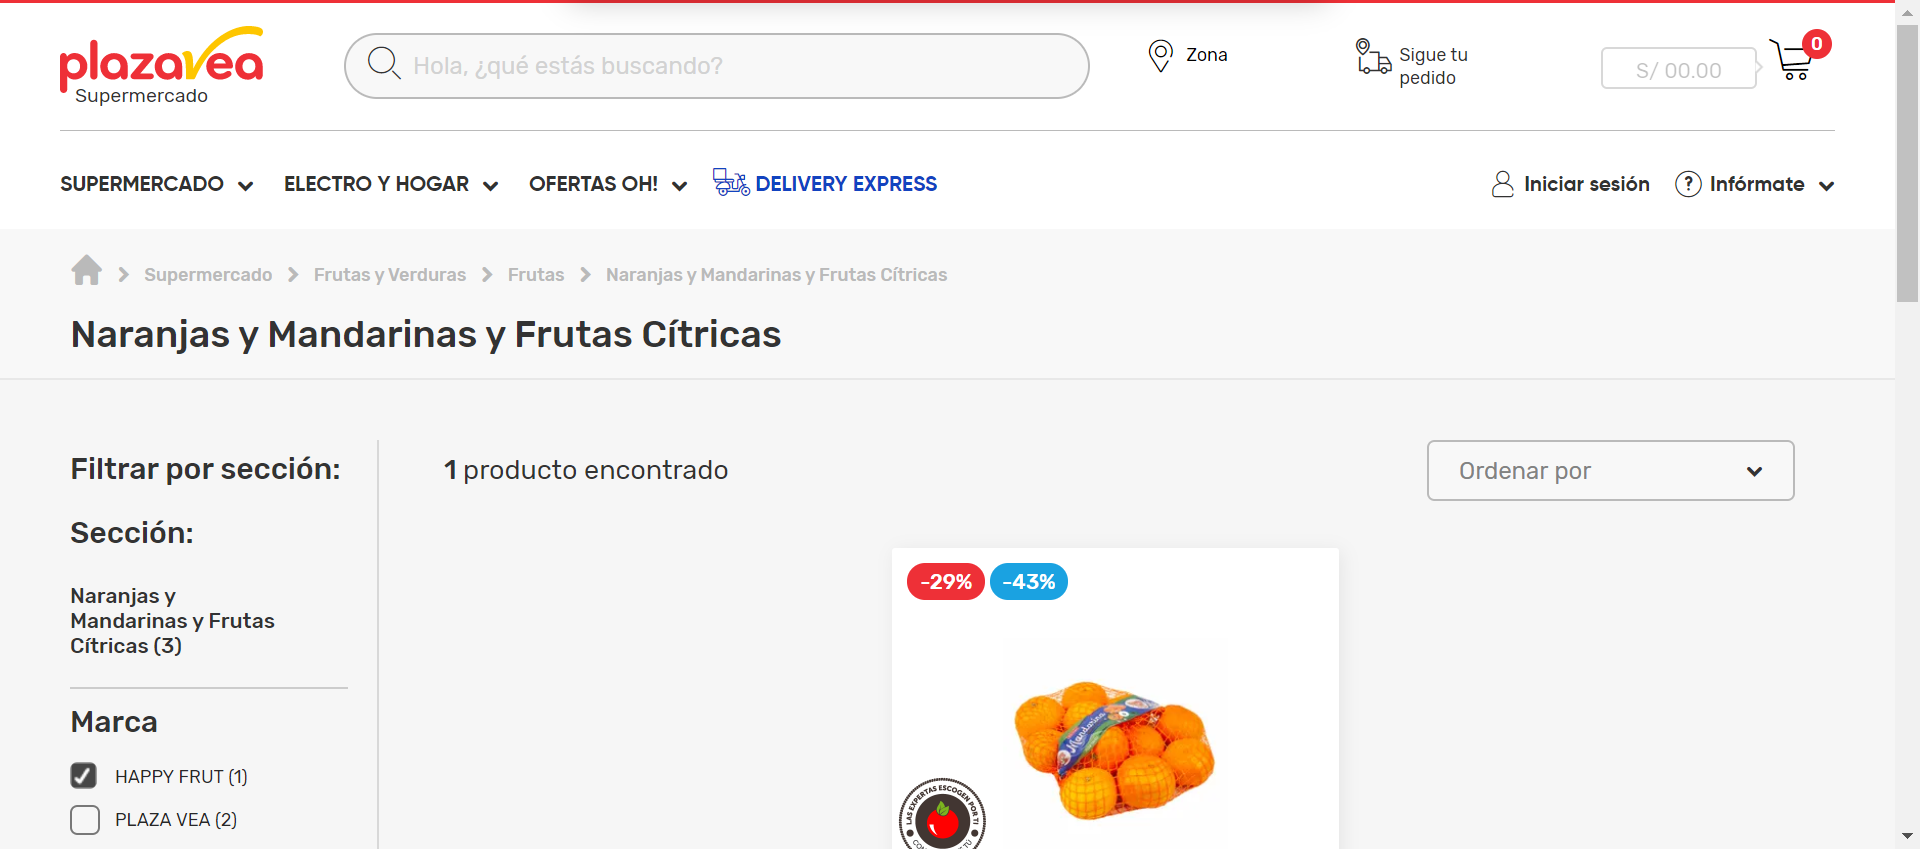 plazavea
Supermercado
Hola, ¿qué estás buscando?
Zona
Sigue tu
pedido
S/ 00.00
0
SUPERMERCADO
ELECTRO Y HOGAR
OFERTAS OH!
DELIVERY EXPRESS
Iniciar sesión
? Infórmate
Supermercado
Frutas y Verduras
Frutas
Naranjas y Mandarinas y Frutas Cítricas
Naranjas y Mandarinas y Frutas Cítricas
Filtrar por sección:
1 producto encontrado
Ordenar por
Sección:
Naranjas y
Mandarinas y Frutas
Cítricas (3)
Marca
HAPPY FRUT (1)
PLAZA VEA (2)
-29%
-43%
Mandarina
LAS EXPERTAS ESCOGEN POR TI